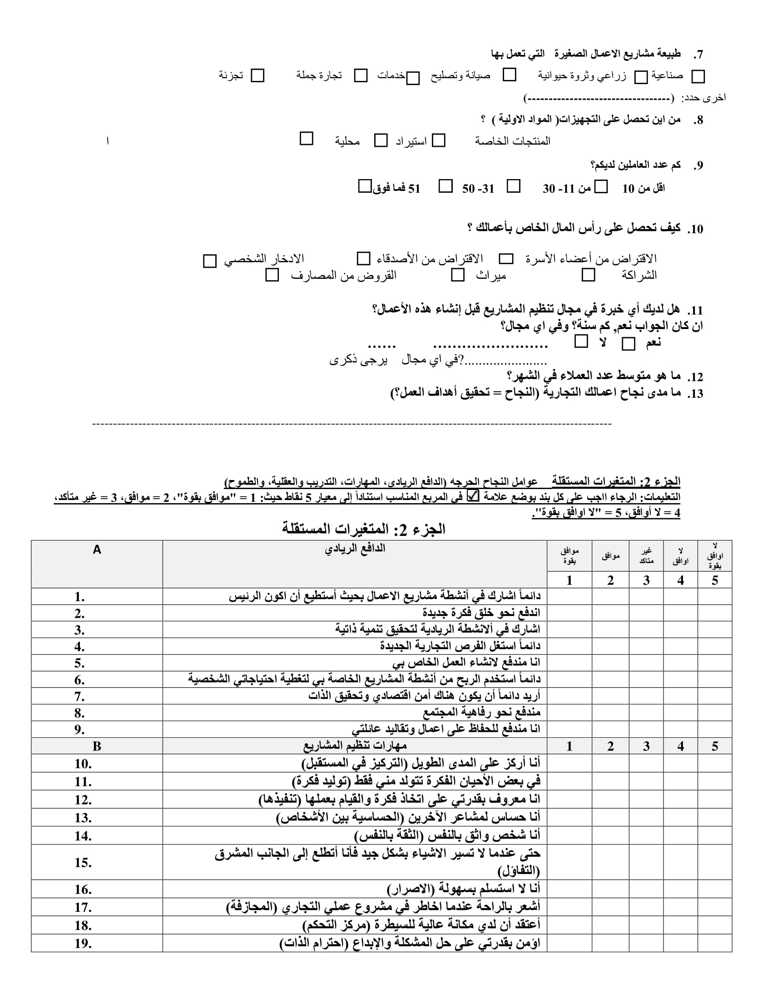 7. طبيعة مشاريع الاعمال الصغيرة التي تعمل بها
☐ صناعية ☐ زراعي وثروة حيوانية ☐ صيانة وتصليح ☐ خدمات ☐ تجارة جملة ☐ تجزئة
اخرى حدد: (----------------------------------)
8. من اين تحصل على التجهيزات( المواد الاولية ) ؟
المنتجات الخاصة ☐ استيراد ☐ محلية ☐ ا
9. كم عدد العاملين لديكم؟
اقل من 10 ☐ من 11- 30 ☐ 31- 50 ☐ 51 فما فوق ☐
10. كيف تحصل على رأس المال الخاص بأعمالك ؟
الاقتراض من أعضاء الأسرة ☐ الاقتراض من الأصدقاء ☐ الادخار الشخصي ☐
الشراكة ☐ ميراث ☐ القروض من المصارف ☐
11. هل لديك أي خبرة في مجال تنظيم المشاريع قبل إنشاء هذه الأعمال؟
ان كان الجواب نعم, كم سنة؟ وفي اي مجال؟
نعم ☐ لا ☐ ........................ ......
.......................?في اي مجال يرجى ذكرى
12. ما هو متوسط عدد العملاء في الشهر؟
13. ما مدى نجاح اعمالك التجارية (النجاح = تحقيق أهداف العمل؟)
----------------------------------------------------------------------------------------------------------------------------
الجزء 2: المتغيرات المستقلة عوامل النجاح الحرجه (الدافع الريادي، المهارات، التدريب والعقلية، والطموح)
التعليمات: الرجاء ااجب على كل بند بوضع علامة ☑ في المربع المناسب استناداً إلى معيار 5 نقاط حيث: 1 = "موافق بقوة"، 2 = موافق، 3 = غير متأكد،
4 = لا أوافق، 5 = "لا اوافق بقوة".
الجزء 2: المتغيرات المستقلة
A الدافع الريادي موافق بقوة موافق غير متاكد لا اوافق لا اوافق بقوة
1 2 3 4 5
1. دائماً اشارك في أنشطة مشاريع الاعمال بحيث أستطيع أن اكون الرئيس
2. اندفع نحو خلق فكرة جديدة
3. اشارك في ألانشطة الريادية لتحقيق تنمية ذاتية
4. دائماً استغل الفرص التجارية الجديدة
5. انا مندفع لانشاء العمل الخاص بي
6. دائماً استخدم الربح من أنشطة المشاريع الخاصة بي لتغطية احتياجاتي الشخصية
7. أريد دائماً أن يكون هناك أمن اقتصادي وتحقيق الذات
8. مندفع نحو رفاهية المجتمع
9. انا مندفع للحفاظ على اعمال وتقاليد عائلتي
B مهارات تنظيم المشاريع 1 2 3 4 5
10. أنا أركز على المدى الطويل (التركيز في المستقبل)
11. في بعض الأحيان الفكرة تتولد مني فقط (توليد فكرة)
12. انا معروف بقدرتي على اتخاذ فكرة والقيام بعملها (تنفيذها)
13. أنا حساس لمشاعر الآخرين (الحساسية بين الأشخاص)
14. أنا شخص واثق بالنفس (الثقة بالنفس)
15. حتى عندما لا تسير الاشياء بشكل جيد فأنا أتطلع إلى الجانب المشرق
(التفاؤل)
16. أنا لا استسلم بسهولة (الاصرار)
17. أشعر بالراحة عندما اخاطر في مشروع عملي التجاري (المجازفة)
18. أعتقد أن لدي مكانة عالية للسيطرة (مركز التحكم)
19. اؤمن بقدرتي على حل المشكلة والإبداع (احترام الذات)